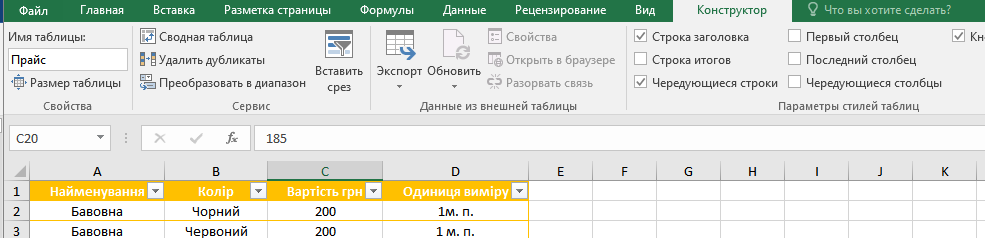 Файл Главная Вставка Разметка страницы Формулы Данные Рецензирование Вид Конструктор Что вы хотите сделать?
Имя таблицы:
Прайс
Размер таблицы
Свойства
Сводная таблица
Удалить дубликаты
Преобразовать в диапазон
Вставить
срез
Сервис
Экспорт
Обновить
Свойства
Открыть в браузере
Разорвать связь
Данные из внешней таблицы
Строка заголовка
Строка итогов
Чередующиеся строки
Первый столбец
Последний столбец
Чередующиеся столбцы
Кн
Параметры стилей таблиц
C20 fx 185
A B C D E F G H I J K
1 Найменування Колір Вартість грн Одиниця виміру
2 Бавовна Чорний 200 1м. п.
3 Бавовна Червоний 200 1 м. п.